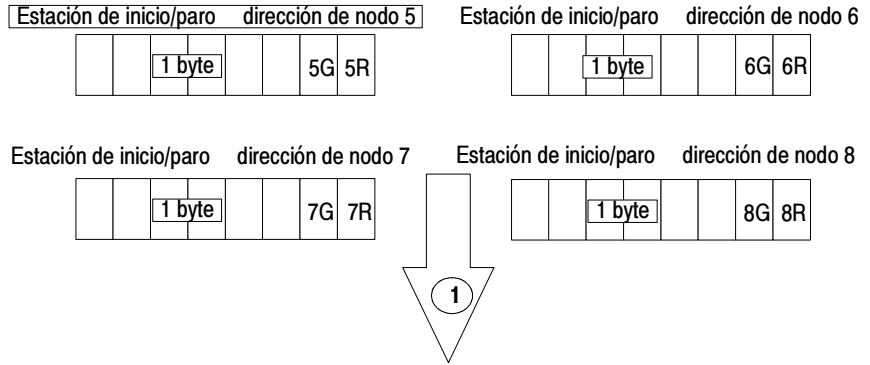 Estación de inicio/paro dirección de nodo 5
Estación de inicio/paro dirección de nodo 6
1 byte 5G 5R
1 byte 6G 6R
Estación de inicio/paro dirección de nodo 7
Estación de inicio/paro dirección de nodo 8
1 byte 7G 7R
1 byte 8G 8R
1